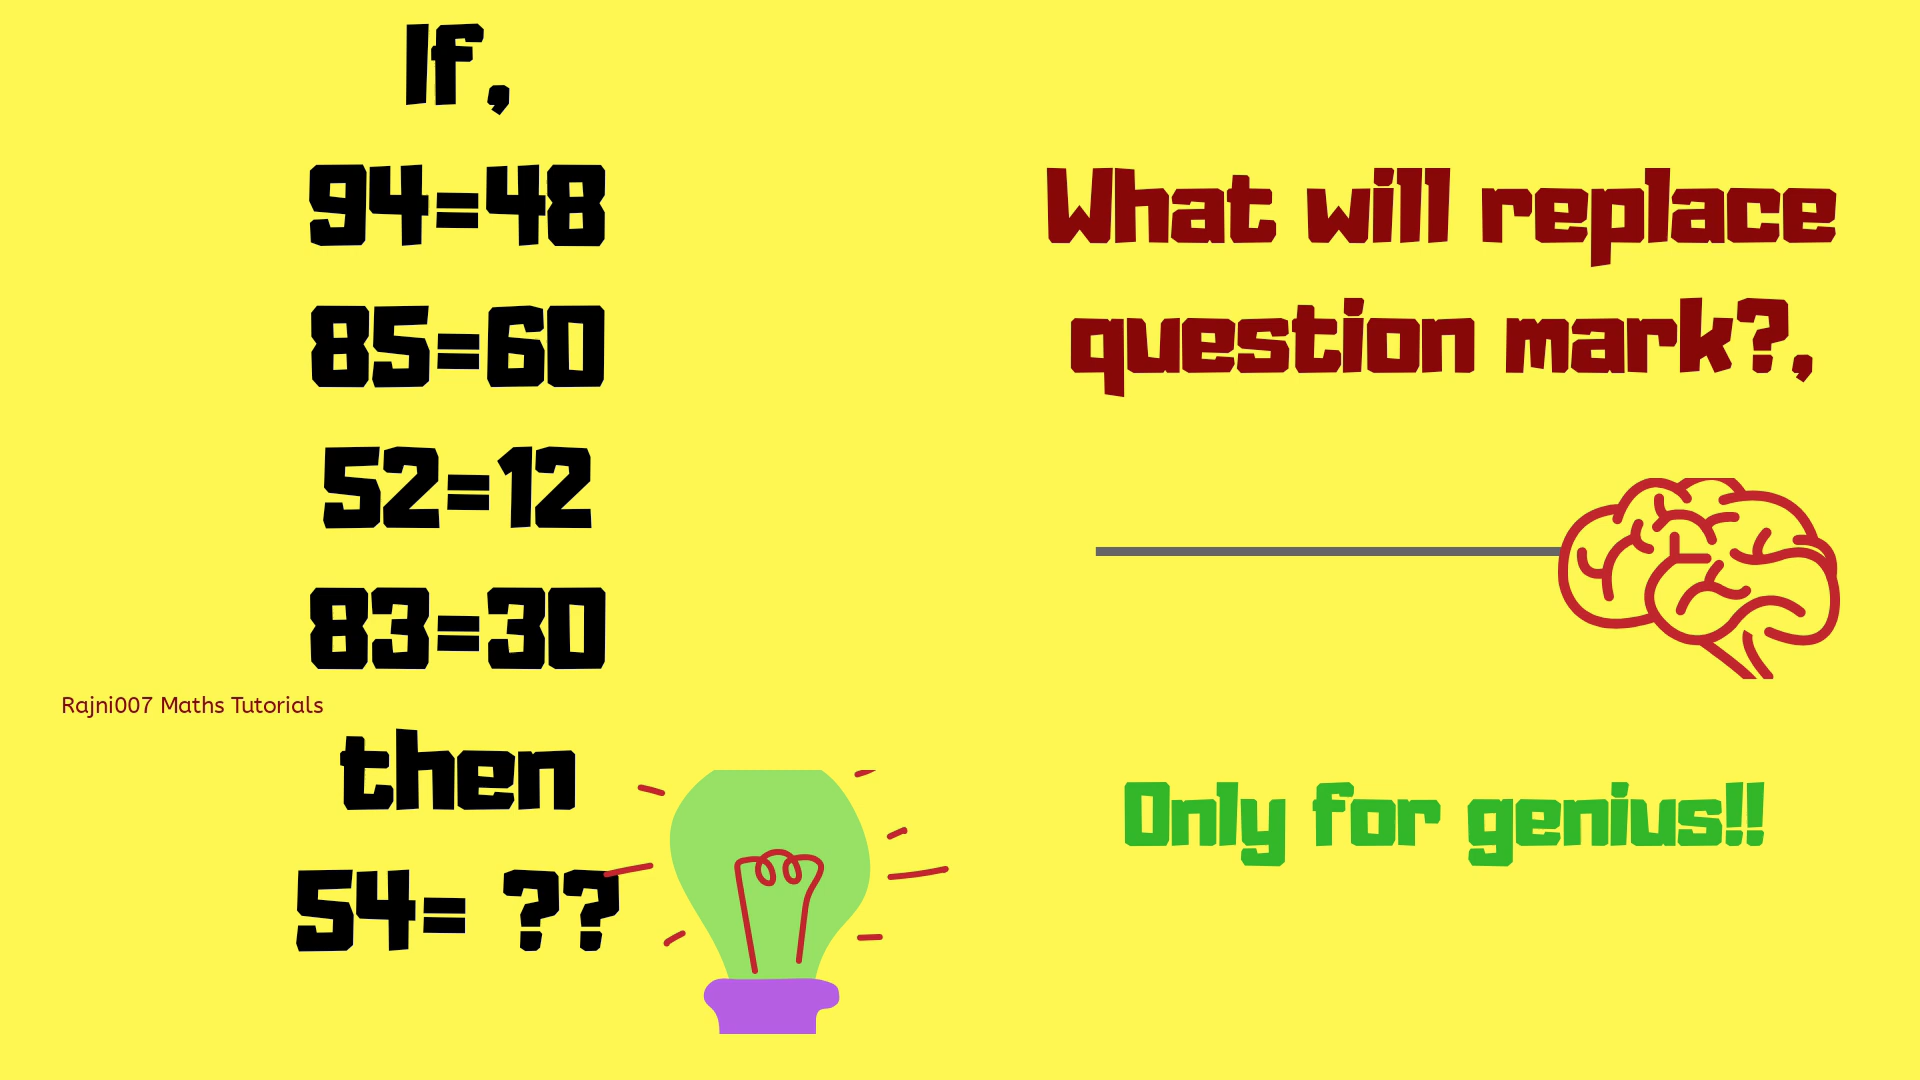 If,
94=48
85=60
52=12
83=30
Rajni007 Maths Tutorials
then
54= ??
What will replace
question mark?,
Only for genius!!